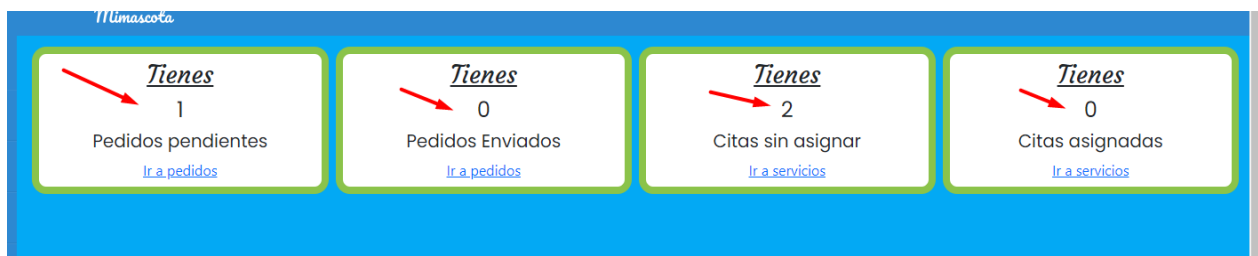 Mimascota
Tienes
1
Pedidos pendientes
Ir a pedidos
Tienes
0
Pedidos Enviados
Ir a pedidos
Tienes
2
Citas sin asignar
Ir a servicios
Tienes
0
Citas asignadas
Ir a servicios